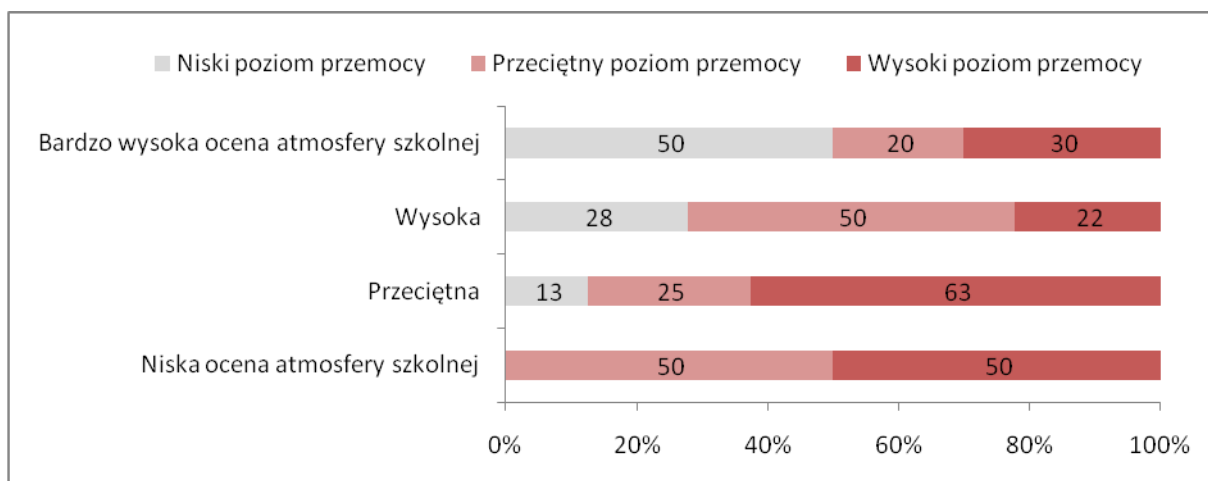 Niski poziom przemocy Przeciętny poziom przemocy Wysoki poziom przemocy
Bardzo wysoka ocena atmosfery szkolnej 50 20 30
Wysoka 28 50 22
Przeciętna 13 25 63
Niska ocena atmosfery szkolnej 50 50
0% 20% 40% 60% 80% 100%